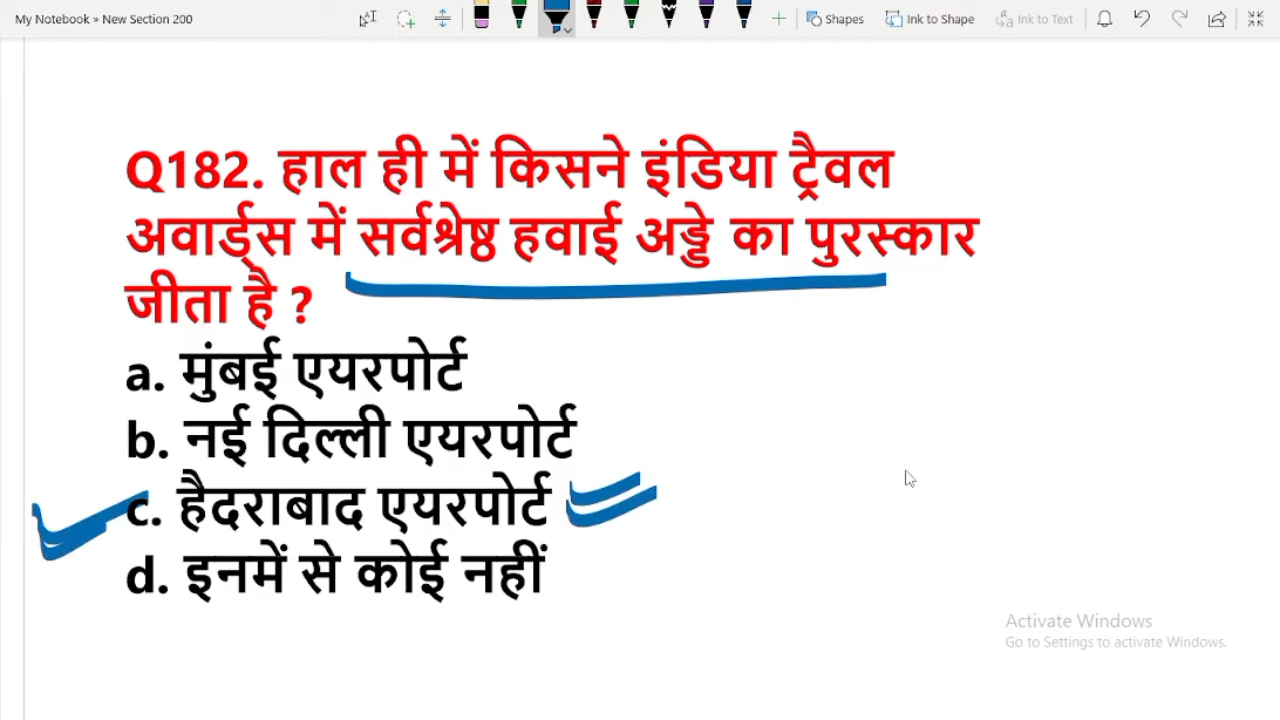 My Notebook » New Section 200
Shapes
Ink to Shape
Ink to Text
Q182. हाल ही में किसने इंडिया ट्रैवल
अवार्ड्स में सर्वश्रेष्ठ हवाई अड्डे का पुरस्कार
जीता है ?
a. मुंबई एयरपोर्ट
b. नई दिल्ली एयरपोर्ट
c. हैदराबाद एयरपोर्ट
d. इनमें से कोई नहीं
Activate Windows
Go to Settings to activate Windows.